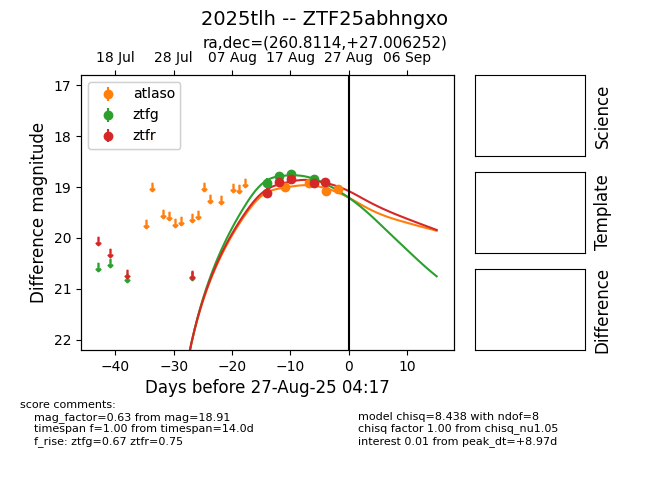 2025tlh -- ZTF25abhngxo
ra,dec=(260.8114,+27.006252)
18 Jul 28 Jul 07 Aug 17 Aug 27 Aug 06 Sep
atlaso
ztfg
ztfr
17
18
19
20
21
22
Difference magnitude
−40 −30 −20 −10 0 10
Days before 27-Aug-25 04:17
Science
Template
Difference
score comments:
mag_factor=0.63 from mag=18.91
timespan f=1.00 from timespan=14.0d
f_rise: ztfg=0.67 ztfr=0.75
model chisq=8.438 with ndof=8
chisq factor 1.00 from chisq_nu1.05
interest 0.01 from peak_dt=+8.97d